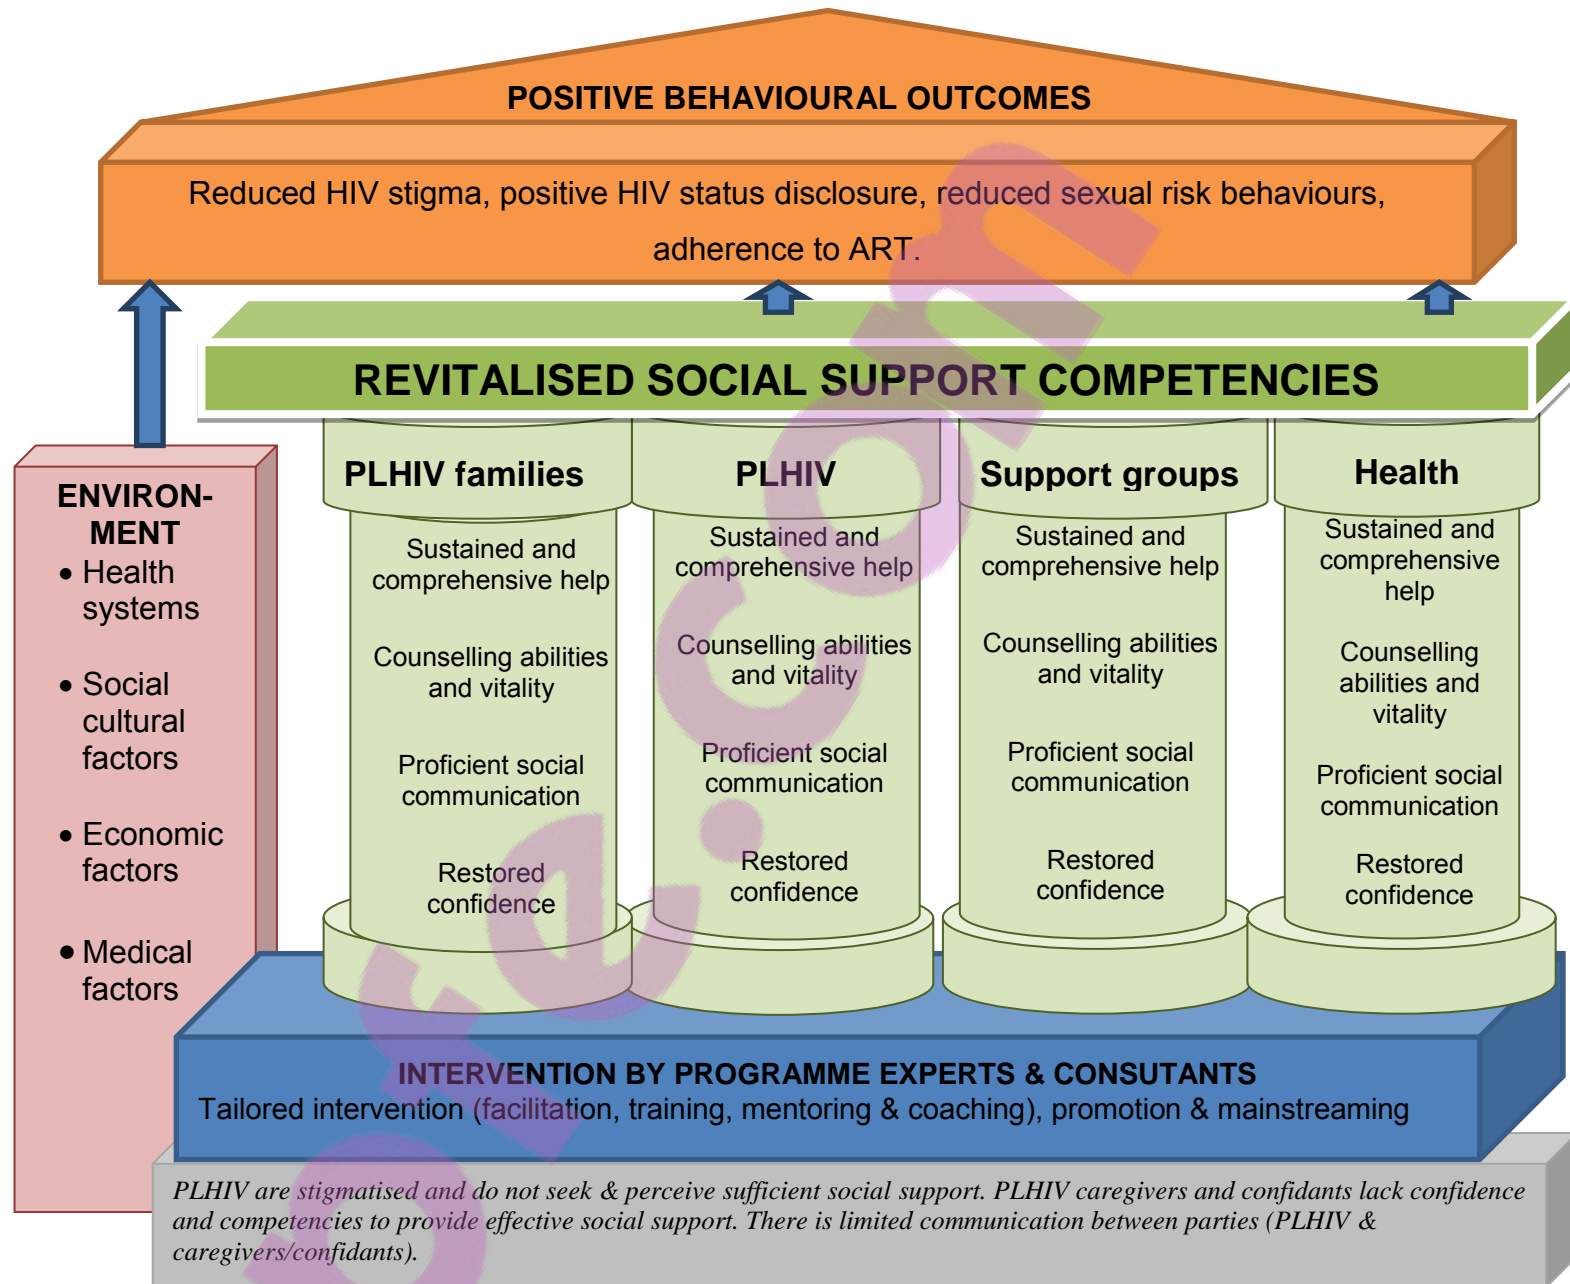 POSITIVE BEHAVIOURAL OUTCOMES
Reduced HIV stigma, positive HIV status disclosure, reduced sexual risk behaviours,
adherence to ART.
REVITALISED SOCIAL SUPPORT COMPETENCIES
ENVIRON-
MENT
• Health
systems
• Social
cultural
factors
• Economic
factors
• Medical
factors
PLHIV families
Sustained and
comprehensive help
Counselling abilities
and vitality
Proficient social
communication
Restored
confidence
PLHIV
Sustained and
comprehensive help
Counselling abilities
and vitality
Proficient social
communication
Restored
confidence
Support groups
Sustained and
comprehensive help
Counselling abilities
and vitality
Proficient social
communication
Restored
confidence
Health
Sustained and
comprehensive
help
Counselling
abilities and
vitality
Proficient social
communication
Restored
confidence
INTERVENTION BY PROGRAMME EXPERTS & CONSUTANTS
Tailored intervention (facilitation, training, mentoring & coaching), promotion & mainstreaming
PLHIV are stigmatised and do not seek & perceive sufficient social support. PLHIV caregivers and confidants lack confidence
and competencies to provide effective social support. There is limited communication between parties (PLHIV &
caregivers/confidants).
ofe.com